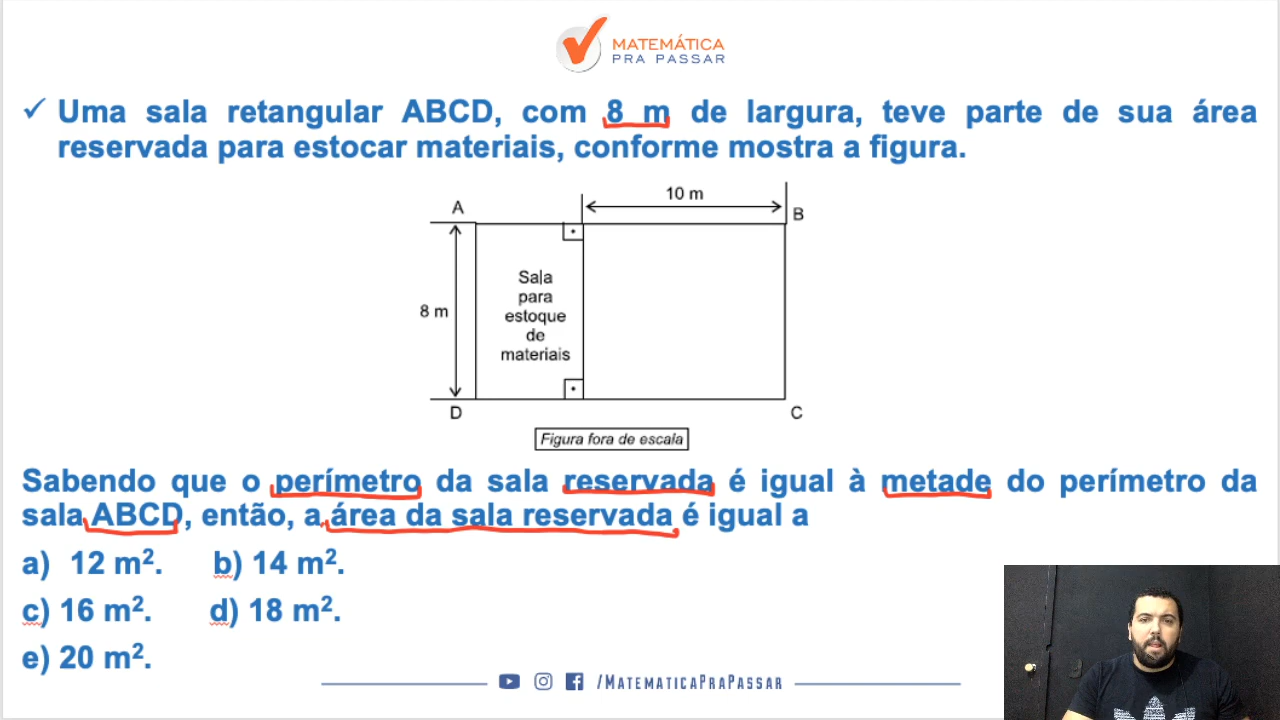 MATEMÁTICA
PRA PASSAR
✓ Uma sala retangular ABCD, com 8 m de largura, teve parte de sua área
reservada para estocar materiais, conforme mostra a figura.
10 m
A
B
Sala
para
estoque
de
materiais
8 m
D
C
Figura fora de escala
Sabendo que o perímetro da sala reservada é igual à metade do perímetro da
sala ABCD, então, a área da sala reservada é igual a
a) 12 m². b) 14 m².
c) 16 m². d) 18 m².
e) 20 m².
/MATEMATICAPRAPASSAR